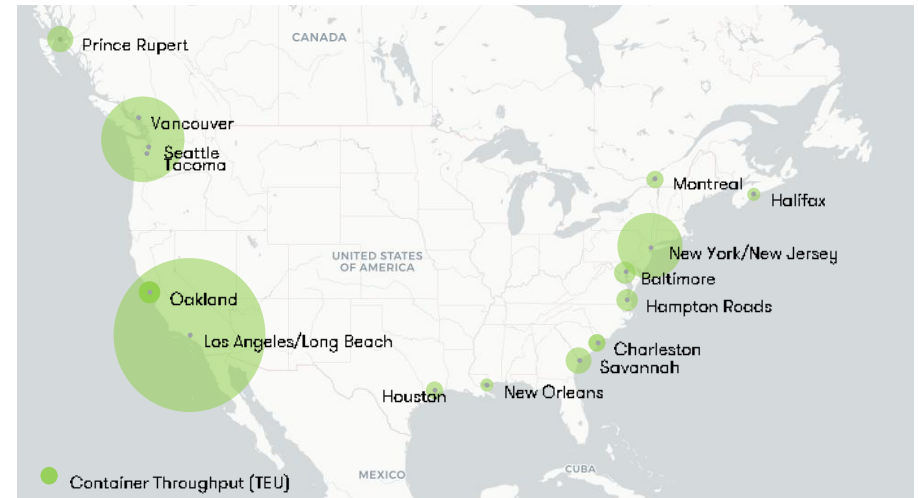 CANADA
Prince Rupert
Vancouver
Seattle
Tacoma
Montreal
Halifax
New York/New Jersey
UNITED STATES
OF AMERICA
Baltimore
Oakland
Hampton Roads
Los Angeles/Long Beach
Charleston
Savannah
Houston
New Orleans
MEXICO
CUBA
Container Throughput (TEU)